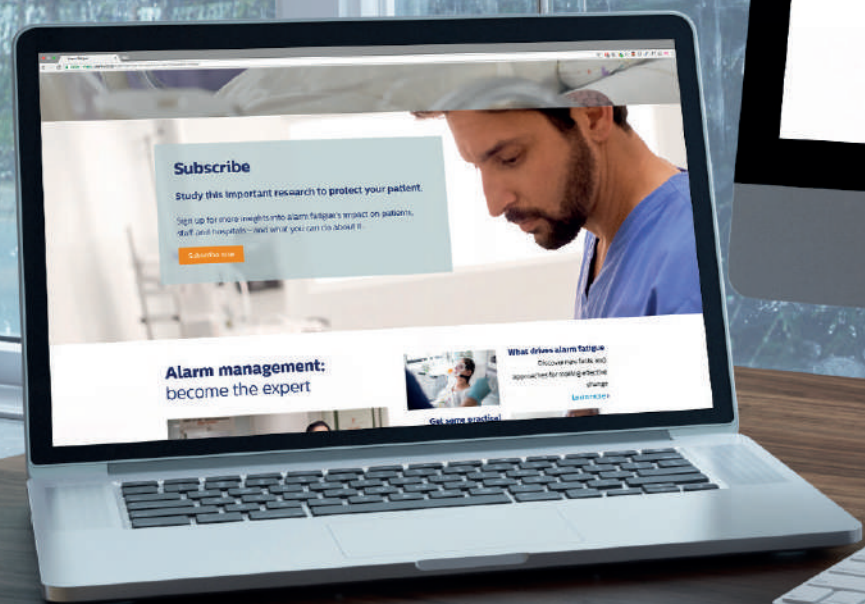 Subscribe
Study this important research to protect your patient.
Sign up for more insights into alarm fatigue's impact on patients,
staff and hospitals—and what you can do about it.
Subscribe now
Alarm management:
become the expert
What drives alarm fatigue
Discover new facts and
approaches for making effective
change
Learn more
Get some practical